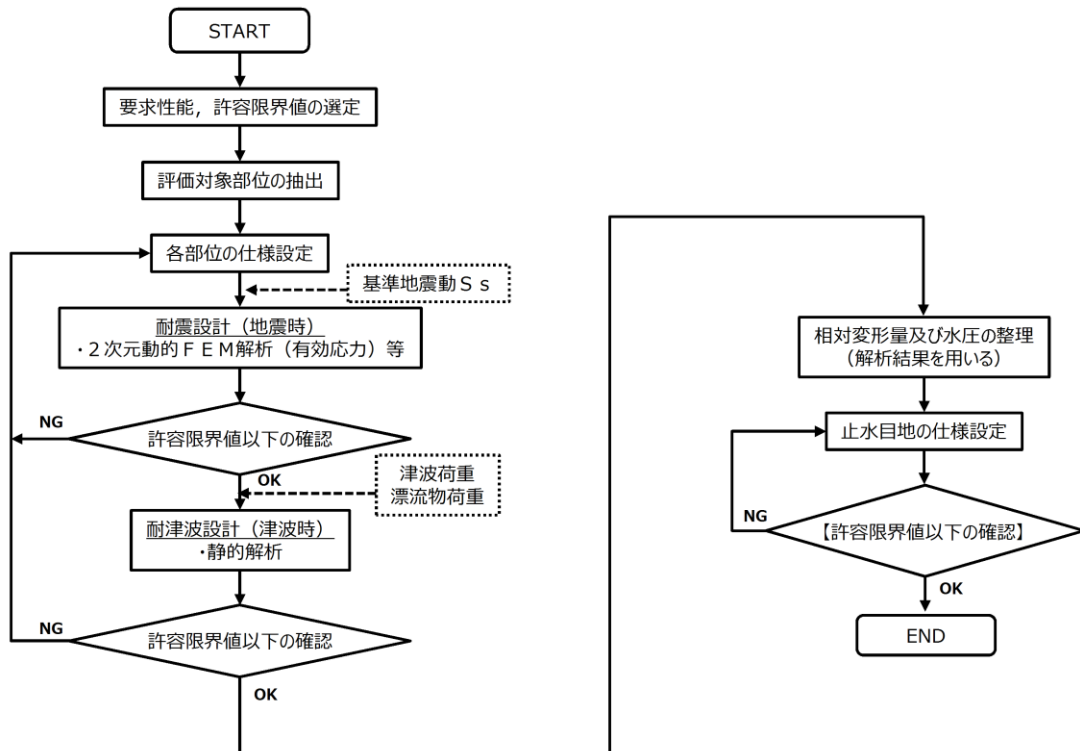 START
要求性能，許容限界値の選定
評価対象部位の抽出
各部位の仕様設定
基準地震動Ｓｓ
耐震設計（地震時）
・２次元動的ＦＥＭ解析（有効応力）等
NG
許容限界値以下の確認
OK
津波荷重
漂流物荷重
耐津波設計（津波時）
・静的解析
NG
許容限界値以下の確認
OK
相対変形量及び水圧の整理
（解析結果を用いる）
止水目地の仕様設定
NG
【許容限界値以下の確認】
OK
END